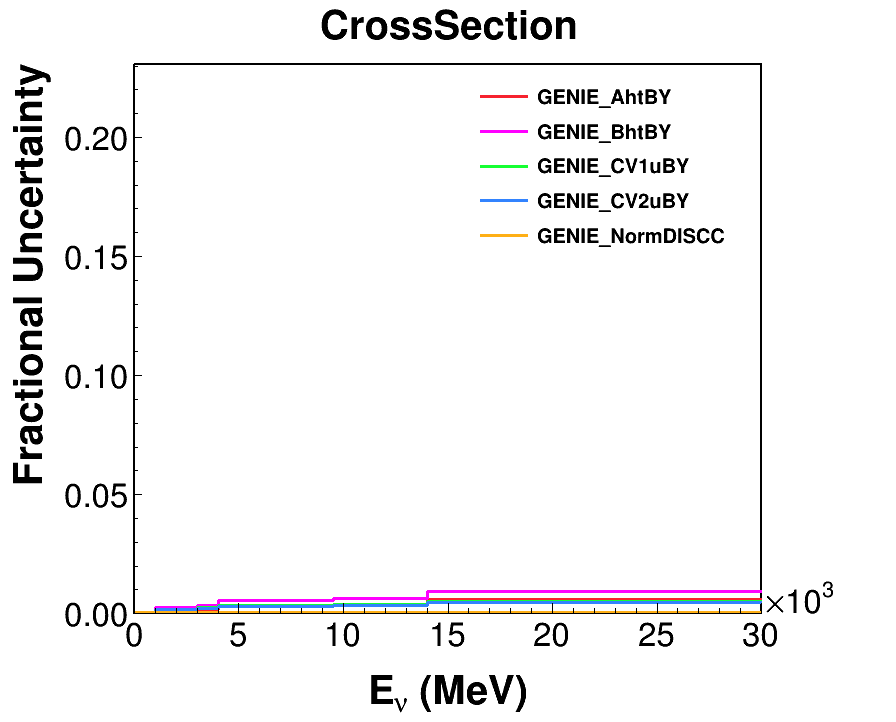 CrossSection
Fractional Uncertainty
0.20
0.15
0.10
0.05
0.00
GENIE_AhtBY
GENIE_BhtBY
GENIE_CV1uBY
GENIE_CV2uBY
GENIE_NormDISCC
0 5 10 15 20 25 30
×10³
Eᵥ (MeV)